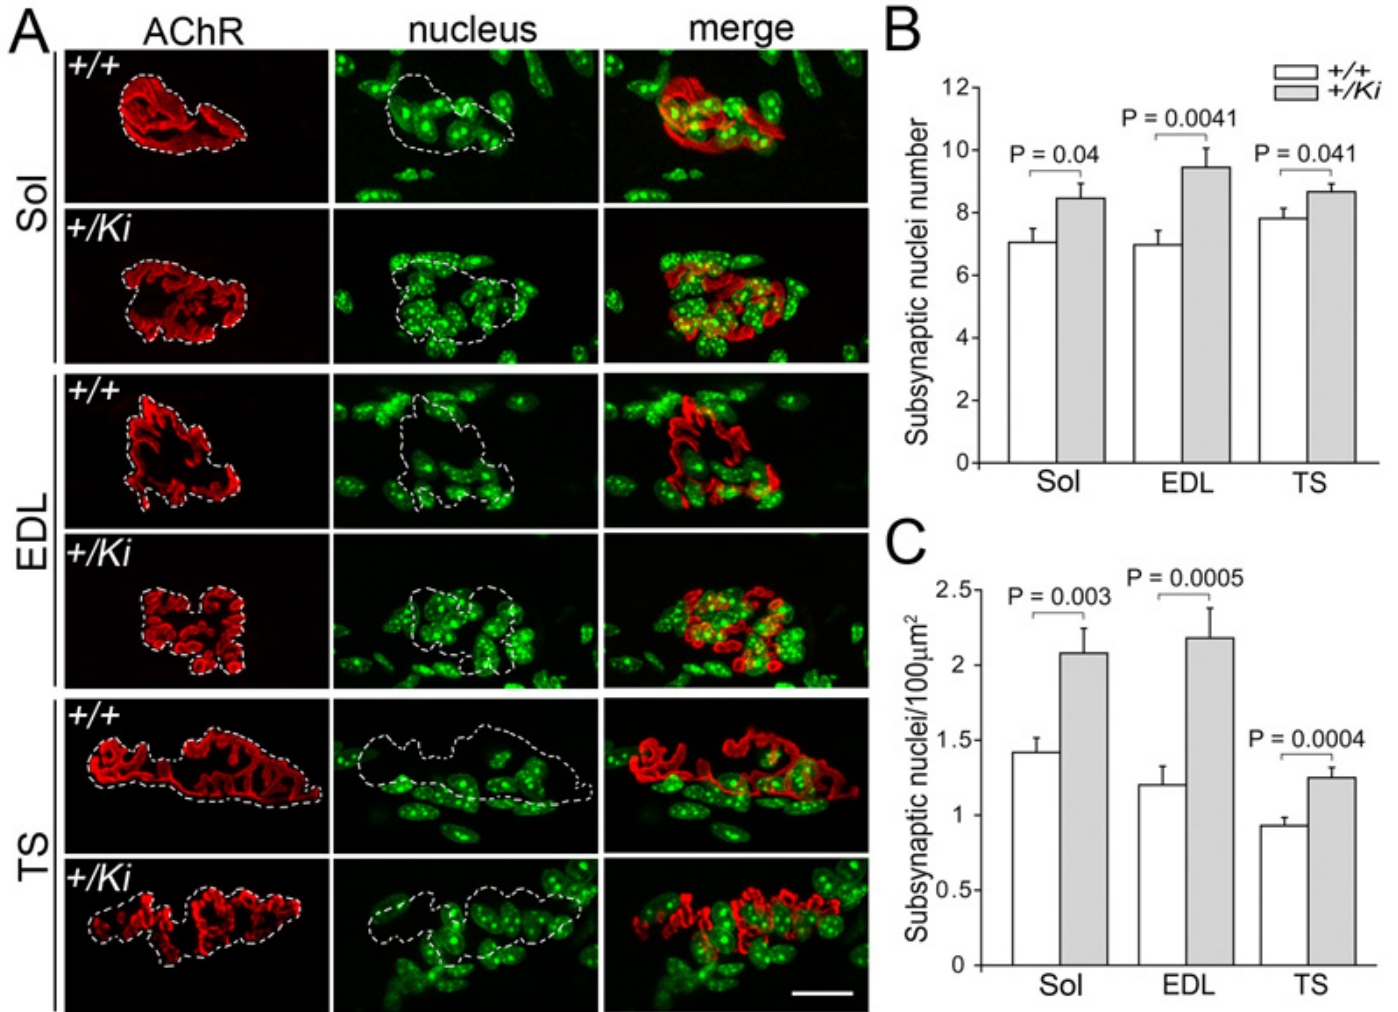 A
AChR
nucleus
merge
Sol
+/+
+/Ki
EDL
+/+
+/Ki
TS
+/+
+/Ki
B
+/+
+/Ki
Subsynaptic nuclei number
12
10
8
6
4
2
0
P = 0.04
P = 0.0041
P = 0.041
Sol
EDL
TS
C
Subsynaptic nuclei/100μm²
2.5
2
1.5
1
0.5
0
P = 0.003
P = 0.0005
P = 0.0004
Sol
EDL
TS